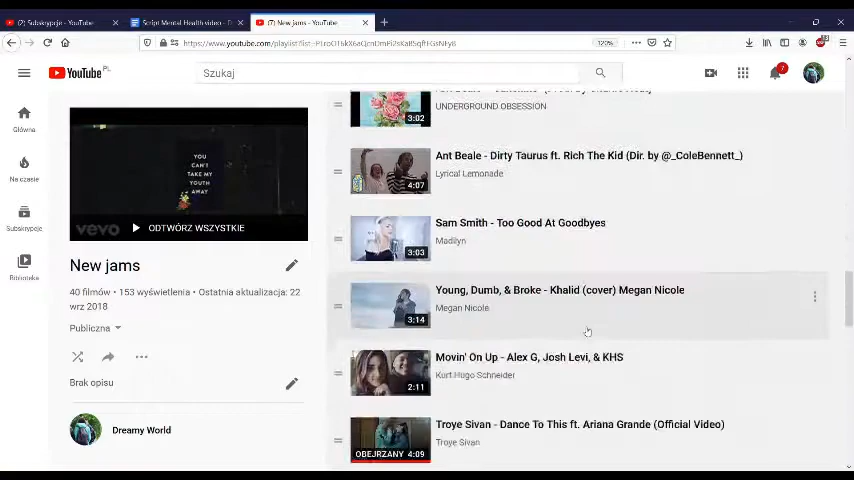 (2) Subskrypcje - YouTube
Script Mental Health video - 
(7) New jams - YouTube
120%
YouTube PL
Szukaj
7
Główna
Na czasie
Subskrypcje
Biblioteka
YOU
CAN'T
TAKE MY
YOUTH
AWAY
vevo
ODTWÓRZ WSZYSTKIE
New jams
40 filmów • 153 wyświetlenia • Ostatnia aktualizacja: 22
wrz 2018
Publiczna
Brak opisu
Dreamy World
3:02
UNDERGROUND OBSESSION
4:07
Ant Beale - Dirty Taurus ft. Rich The Kid (Dir. by @_ColeBennett_)
Lyrical Lemonade
3:03
Sam Smith - Too Good At Goodbyes
Madilyn
3:14
Young, Dumb, & Broke - Khalid (cover) Megan Nicole
Megan Nicole
2:11
Movin' On Up - Alex G, Josh Levi, & KHS
Kurt Hugo Schneider
OBEJRZANY 4:09
Troye Sivan - Dance To This ft. Ariana Grande (Official Video)
Troye Sivan